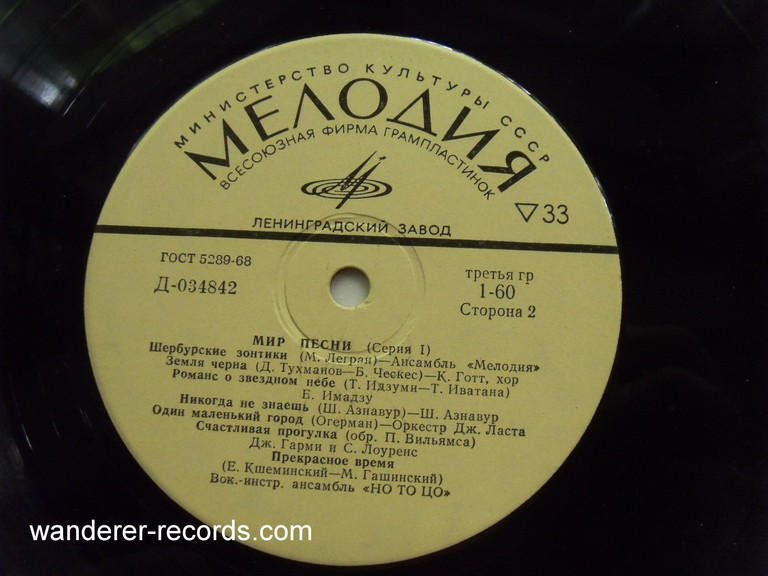 МИНИСТЕРСТВО КУЛЬТУРЫ СССР
МЕЛОДИЯ
ВСЕСОЮЗНАЯ ФИРМА ГРАМПЛАСТИНОК
▽33
ЛЕНИНГРАДСКИЙ ЗАВОД
ГОСТ 5289-68
третья гр
Д-034842
1-60
Сторона 2
МИР ПЕСНИ (Серия I)
Шербурские зонтики (М. Легран)—Ансамбль «Мелодия»
Земля черна (Д. Тухманов—Б. Ческес)—К. Готт, хор
Романс о звездном небе (Т. Идзуми—Т. Иватана)
Е. Имадзу
Никогда не знаешь (Ш. Азнавур)—Ш. Азнавур
Один маленький город (Огерман)—Оркестр Дж. Ласта
Счастливая прогулка (обр. П. Вильямса)
Дж. Гарми и С. Лоуренс
Прекрасное время
(Е. Кшеминский—М. Гашинский)
Вок.-инстр. ансамбль «НО ТО ЦО»
wanderer-records.com